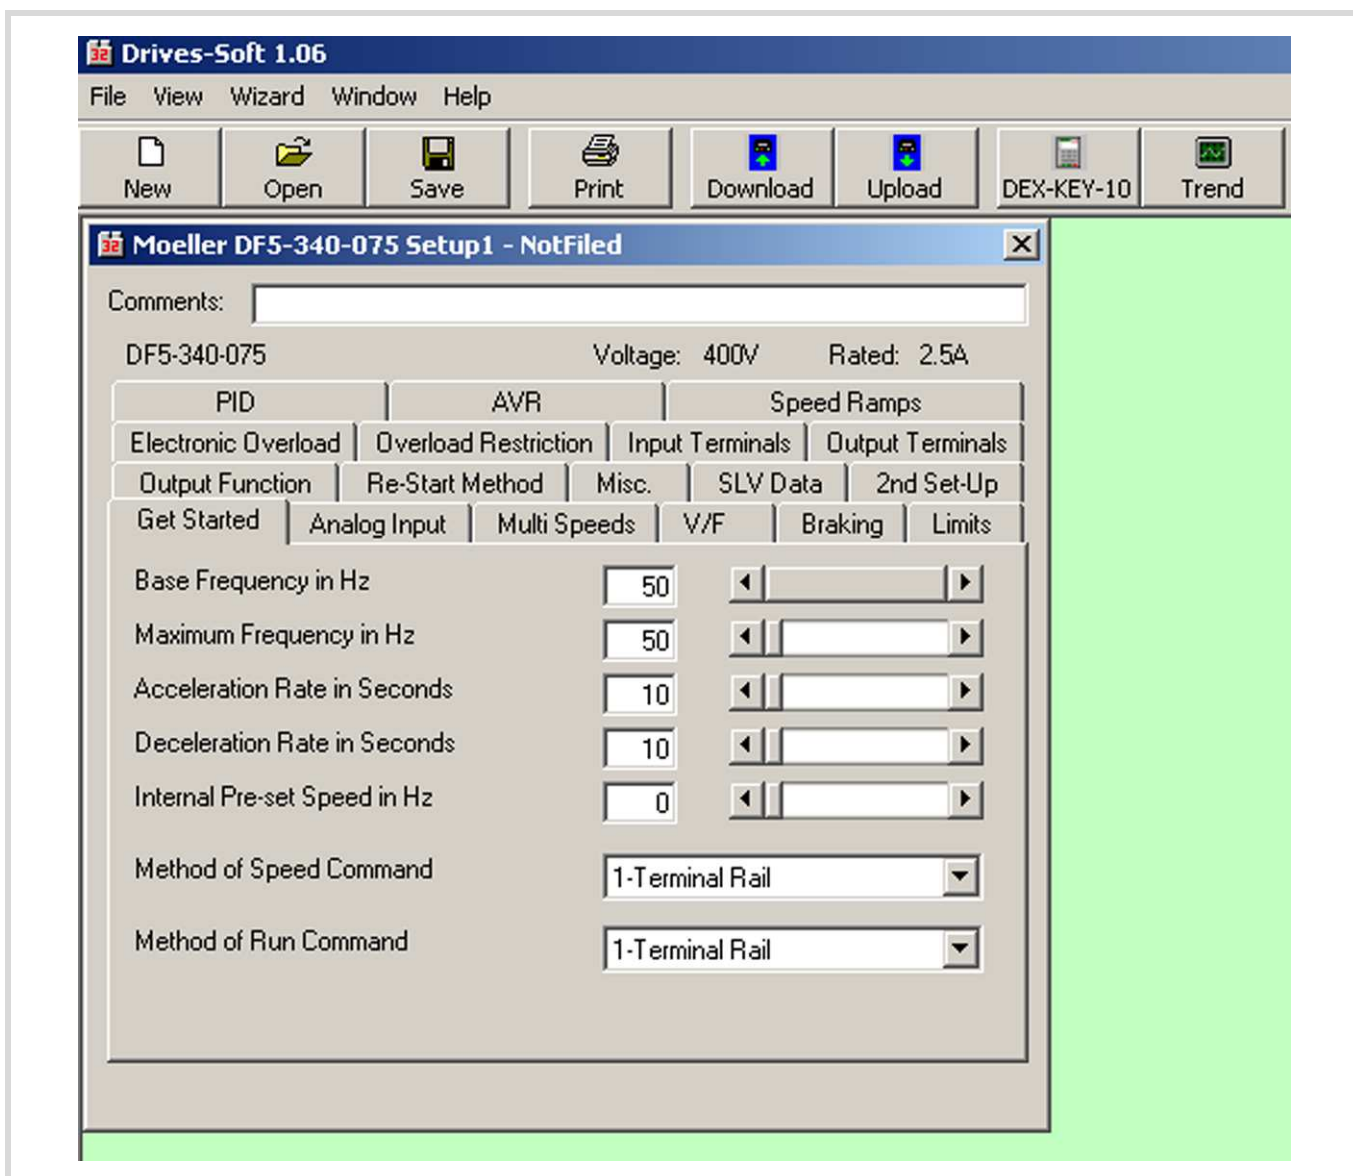 Drives-Soft 1.06
File View Wizard Window Help
New Open Save Print Download Upload DEX-KEY-10 Trend
Moeller DF5-340-075 Setup1 - NotFiled
Comments:
DF5-340-075 Voltage: 400V Rated: 2.5A
PID AVR Speed Ramps
Electronic Overload Overload Restriction Input Terminals Output Terminals
Output Function Re-Start Method Misc. SLV Data 2nd Set-Up
Get Started Analog Input Multi Speeds V/F Braking Limits
Base Frequency in Hz 50
Maximum Frequency in Hz 50
Acceleration Rate in Seconds 10
Deceleration Rate in Seconds 10
Internal Pre-set Speed in Hz 0
Method of Speed Command 1-Terminal Rail
Method of Run Command 1-Terminal Rail